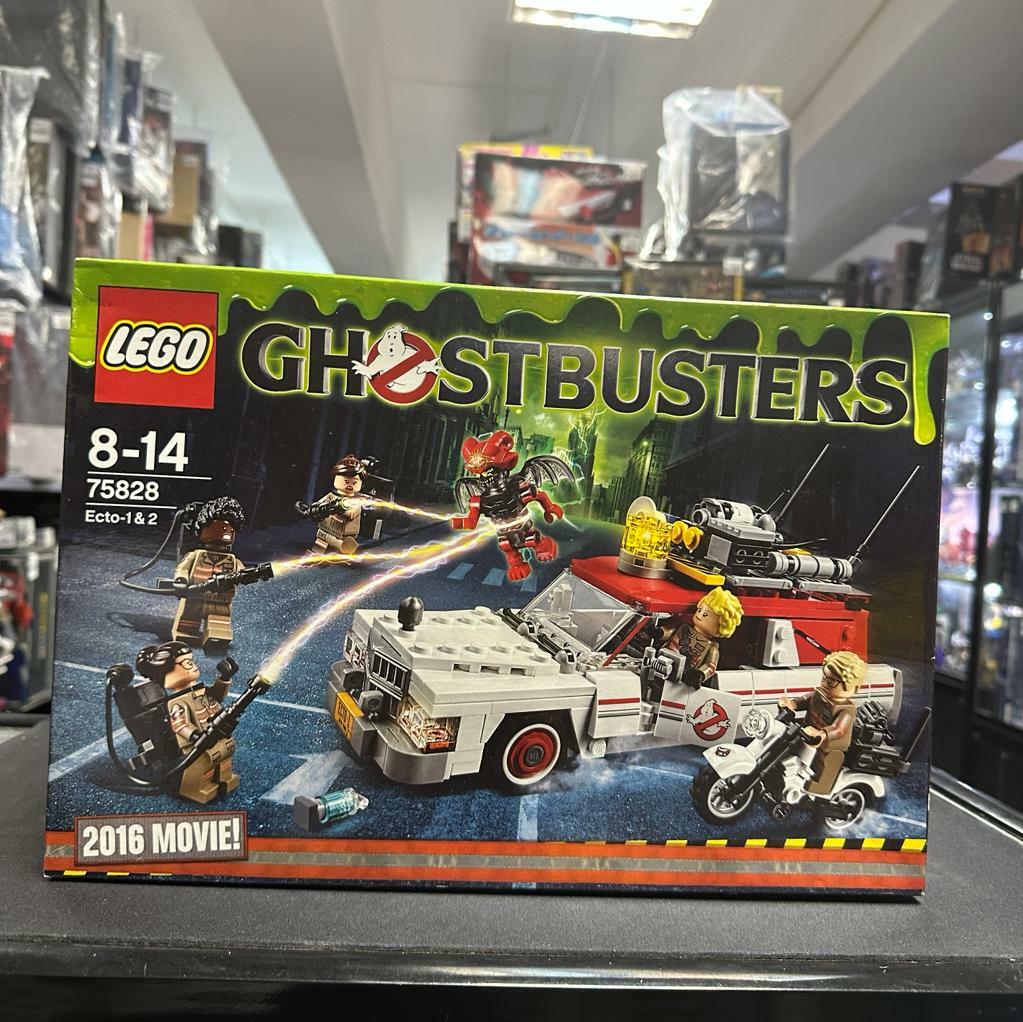 LEGO
GHOSTBUSTERS
8-14
75828
Ecto-1 & 2
2016 MOVIE!